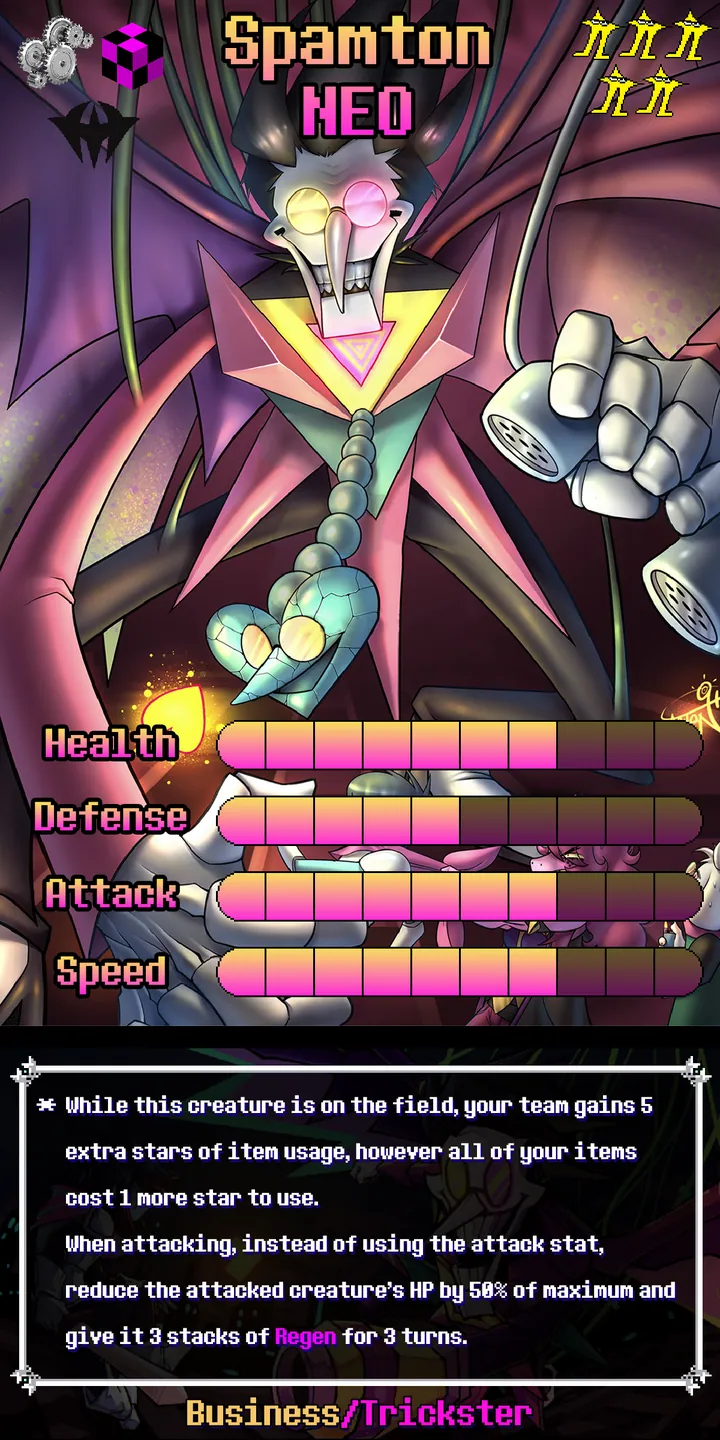 Spamton
NEO
Health
Defense
Attack
Speed
* While this creature is on the field, your team gains 5
extra stars of item usage, however all of your items
cost 1 more star to use.
When attacking, instead of using the attack stat,
reduce the attacked creature's HP by 50% of maximum and
give it 3 stacks of Regen for 3 turns.
Business/Trickster